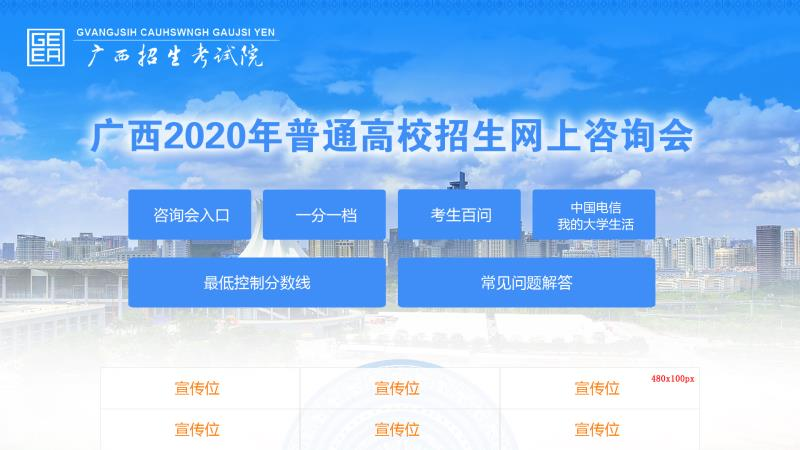 GVANGJSIH CAUHSWNGH GAUJSI YEN
GEEA
广西招生考试院
广西2020年普通高校招生网上咨询会
咨询会入口
一分一档
考生百问
中国电信
我的大学生活
最低控制分数线
常见问题解答
宣传位
宣传位
宣传位
480x100px
宣传位
宣传位
宣传位